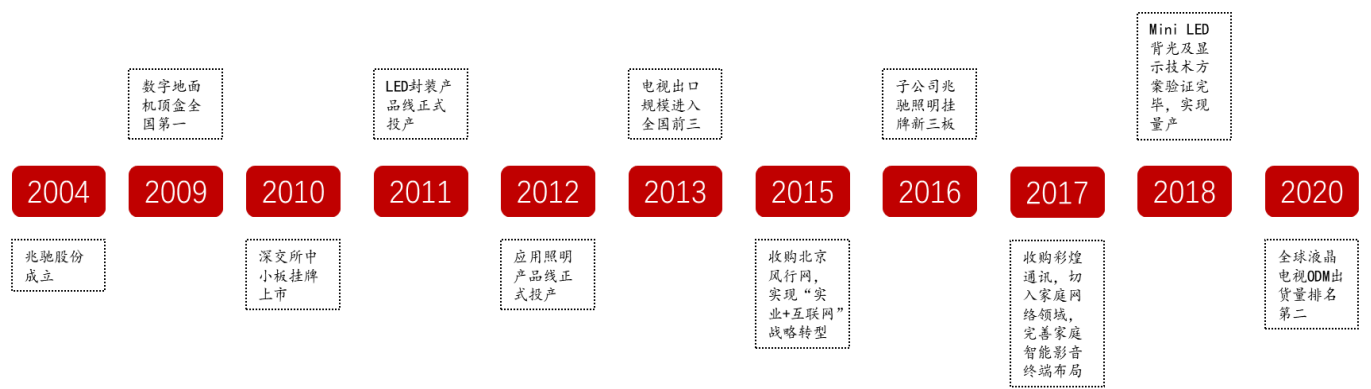 数字地面
机顶盒全
国第一
LED封装产
品线正式
投产
电视出口
规模进入
全国前三
子公司兆
驰照明挂
牌新三板
Mini LED
背光及显
示技术方
案验证完
毕，实现
量产
2004
2009
2010
2011
2012
2013
2015
2016
2017
2018
2020
兆驰股份
成立
深交所中
小板挂牌
上市
应用照明
产品线正
式投产
收购北京
风行网，
实现“实
业+互联网”
战略转型
收购彩煌
通讯，切
入家庭网
络领域，
完善家庭
智能影音
终端布局
全球液晶
电视ODM出
货量排名
第二